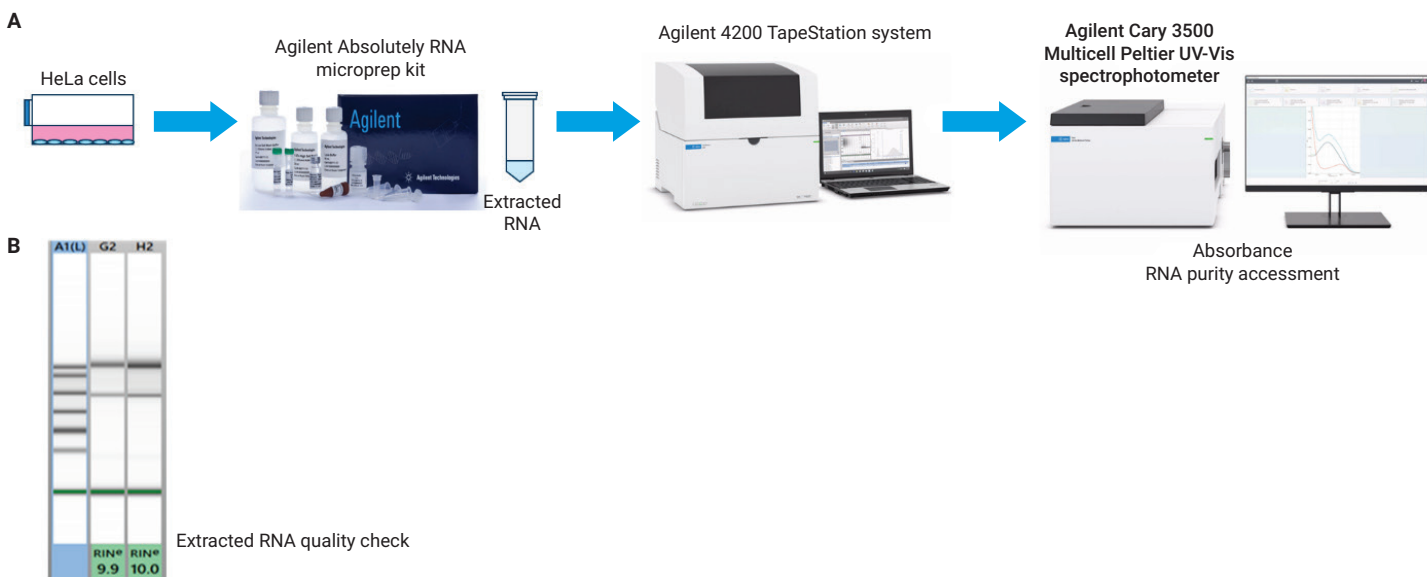 A
HeLa cells
Agilent Absolutely RNA
microprep kit
Agilent
Agilent Technologies
Extracted
RNA
Agilent 4200 TapeStation system
Agilent Cary 3500
Multicell Peltier UV-Vis
spectrophotometer
Absorbance
RNA purity accessment
B
A1(L) G2 H2
RINe RINe
9.9 10.0
Extracted RNA quality check